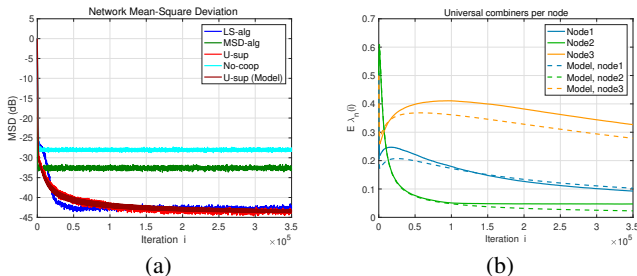 Network Mean-Square Deviation
MSD (dB)
5
0
-5
-10
-15
-20
-25
-30
-35
-40
-45
LS-alg
MSD-alg
U-sup
No-coop
U-sup (Model)
0 0.5 1 1.5 2 2.5 3 3.5
Iteration i
×10^5
(a)
Universal combiners per node
E λ_n(i)
0.7
0.6
0.5
0.4
0.3
0.2
0.1
0
Node1
Node2
Node3
Model, node1
Model, node2
Model, node3
0 0.5 1 1.5 2 2.5 3 3.5
Iteration i
×10^5
(b)